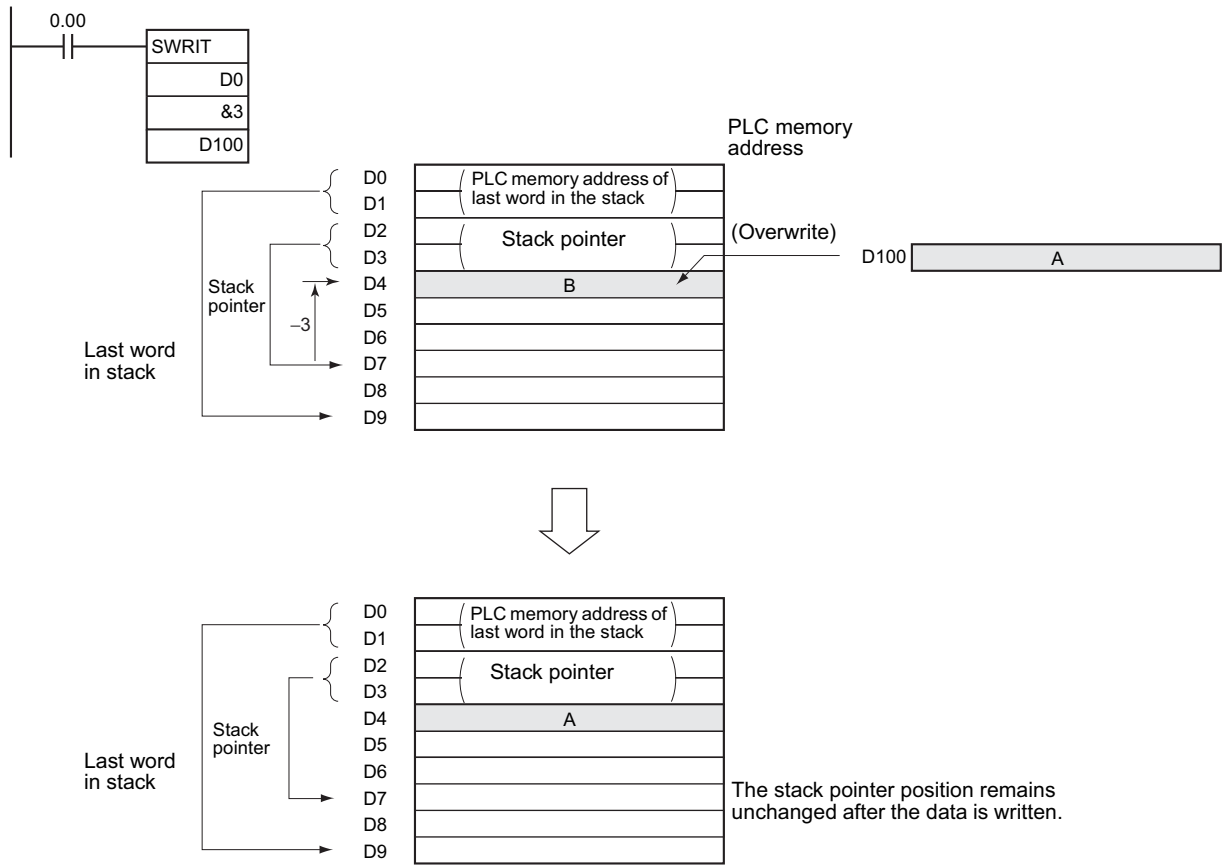 0.00
SWRIT
D0
&3
D100
PLC memory
address
D0
D1
D2
D3
D4
D5
D6
D7
D8
D9
PLC memory address of
last word in the stack
Stack pointer
B
(Overwrite)
D100
A
Stack
pointer
–3
Last word
in stack
D0
D1
D2
D3
D4
D5
D6
D7
D8
D9
PLC memory address of
last word in the stack
Stack pointer
A
Stack
pointer
Last word
in stack
The stack pointer position remains
unchanged after the data is written.